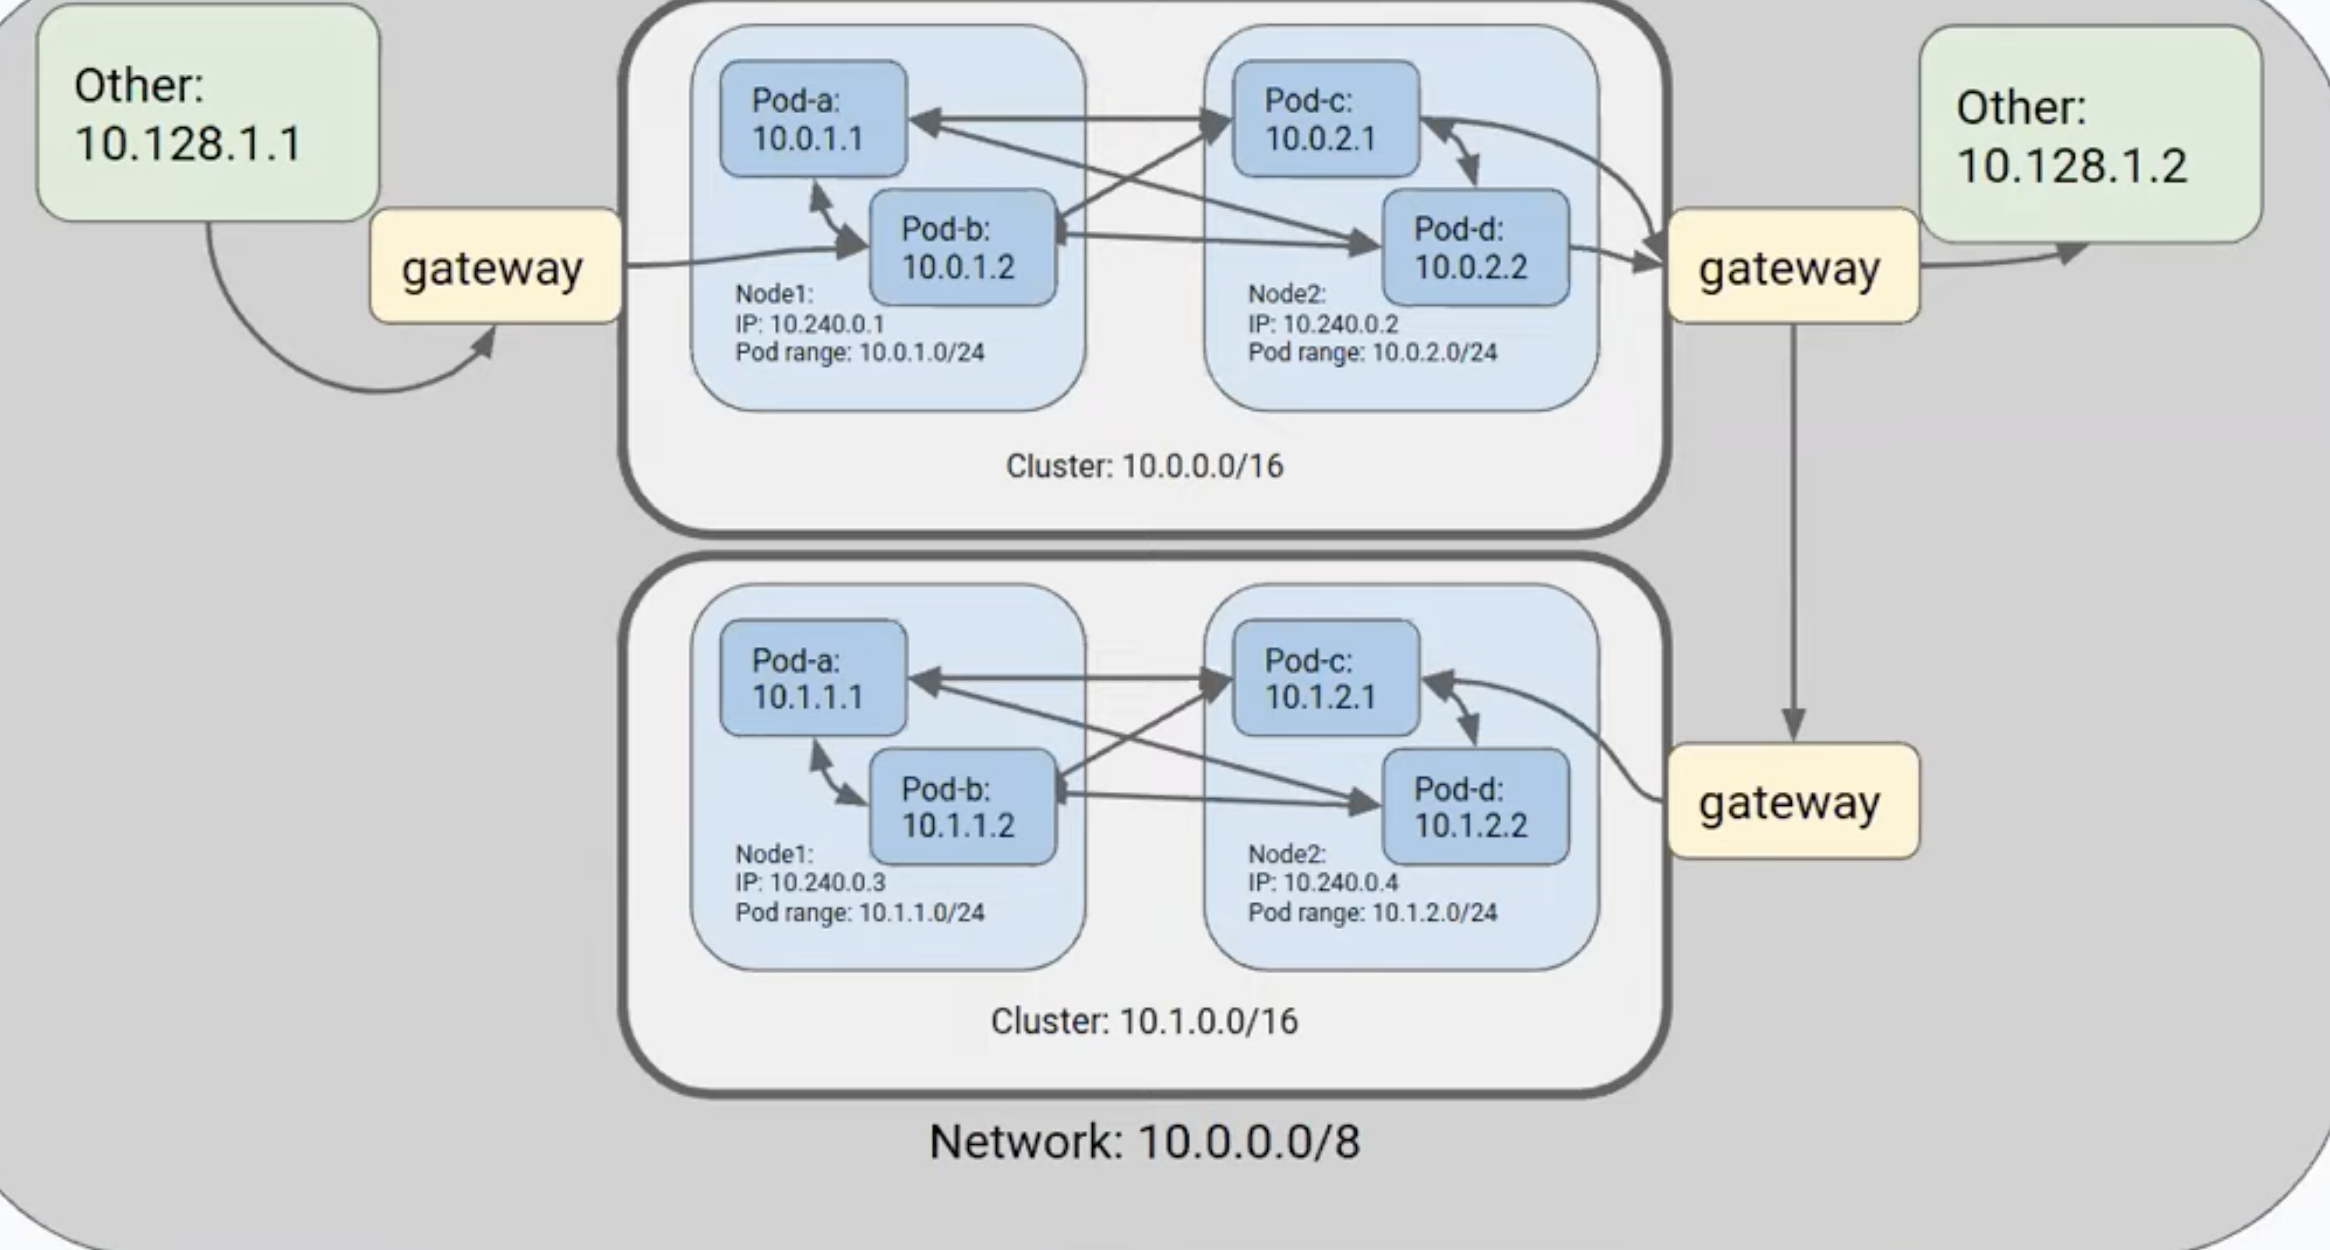 Other:
10.128.1.1
gateway
Pod-a:
10.0.1.1
Pod-b:
10.0.1.2
Node1:
IP: 10.240.0.1
Pod range: 10.0.1.0/24
Pod-c:
10.0.2.1
Pod-d:
10.0.2.2
Node2:
IP: 10.240.0.2
Pod range: 10.0.2.0/24
Cluster: 10.0.0.0/16
gateway
Other:
10.128.1.2
Pod-a:
10.1.1.1
Pod-b:
10.1.1.2
Node1:
IP: 10.240.0.3
Pod range: 10.1.1.0/24
Pod-c:
10.1.2.1
Pod-d:
10.1.2.2
Node2:
IP: 10.240.0.4
Pod range: 10.1.2.0/24
Cluster: 10.1.0.0/16
gateway
Network: 10.0.0.0/8